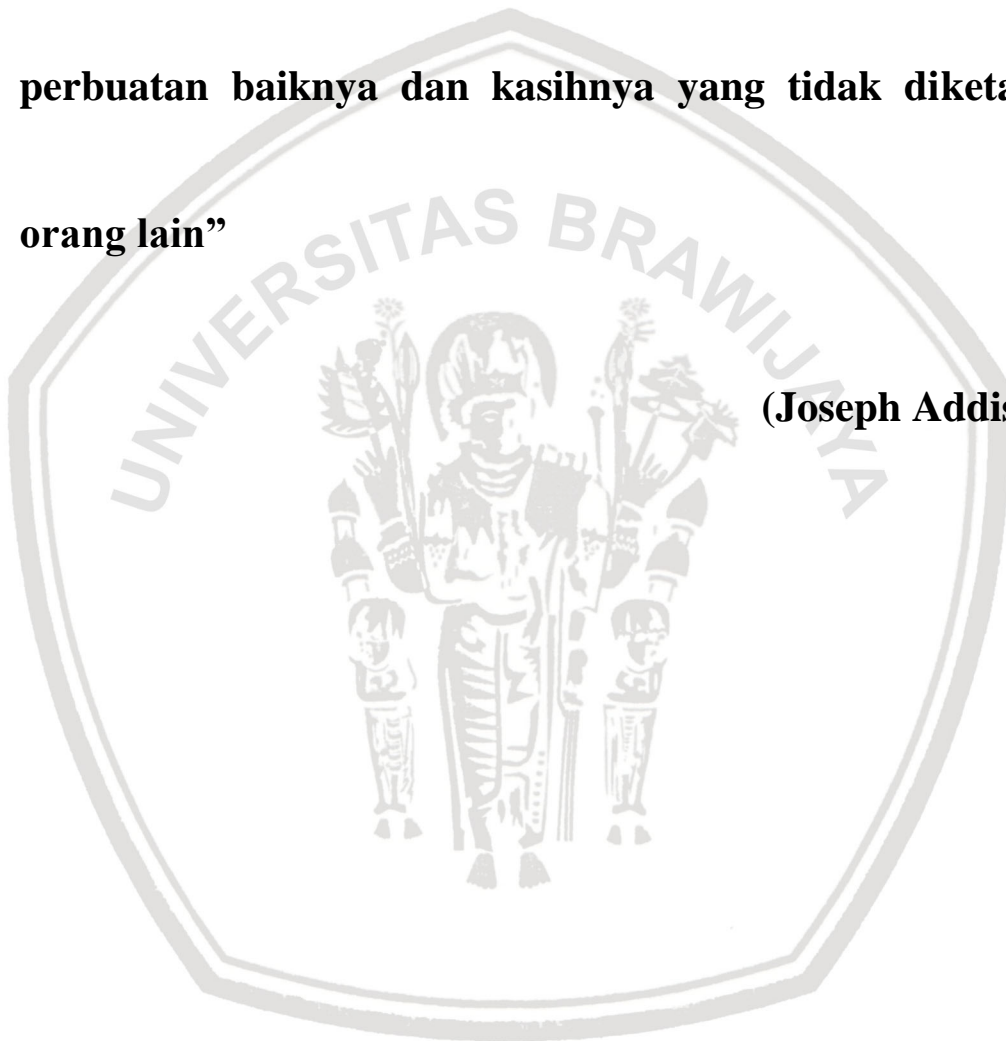 perbuatan baiknya dan kasihnya yang tidak diketa
orang lain”
UNIVERSITAS BRAWIJAYA
(Joseph Addis